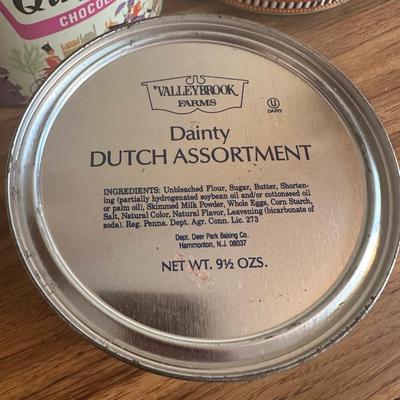 CHOCOL
VALLEYBROOK
FARMS
U
DAIRY
Dainty
DUTCH ASSORTMENT
INGREDIENTS: Unbleached Flour, Sugar, Butter, Shorten-
ing (partially hydrogenated soybean oil and/or cottonseed oil
or palm oil), Skimmed Milk Powder, Whole Eggs, Corn Starch,
Salt, Natural Color, Natural Flavor, Leavening (bicarbonate of
soda). Reg. Penna. Dept. Agr. Conn. Lic. 273
Dept. Deer Park Baking Co.
Hammonton, N.J. 08037
NET WT. 9½ OZS.